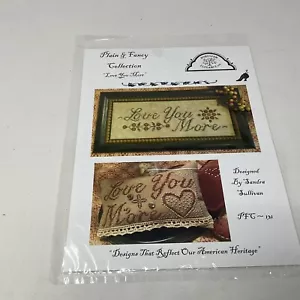 Plain & Fancy
Collection
"Love You More"
Love You
More
Love You
More
Designed
By Sandra
Sullivan
PFC~131
"Designs That Reflect Our American Heritage"